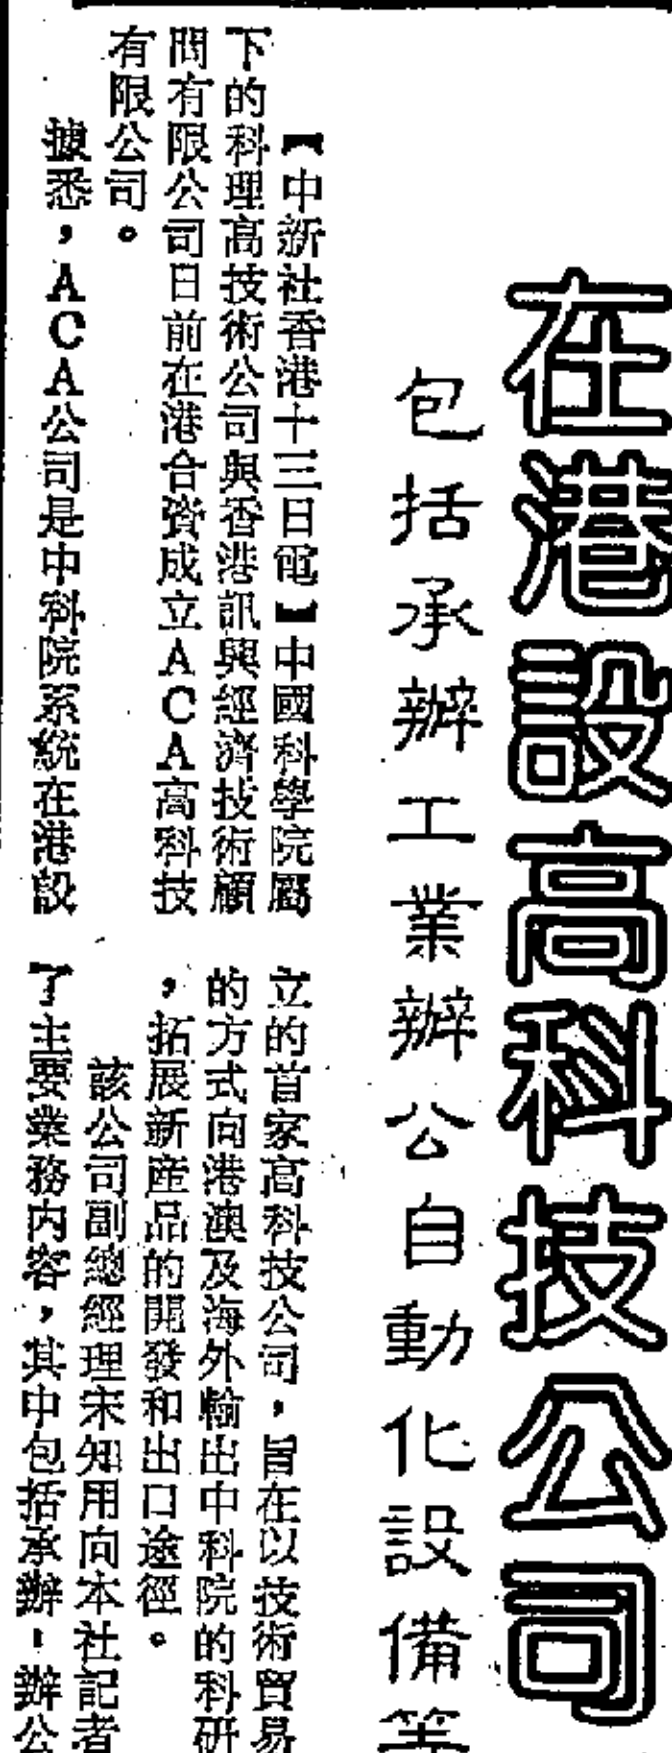 在港設高科技公司
包括承辦工業辦公自動化設備等
【中新社香港十三日電】中國科學院屬
下的科理高技術公司與香港訊興經濟技術顧
問有限公司日前在港合資成立ACA高科技
有限公司。
據悉,ACA公司是中科院系統在港設
立的首家高科技公司,旨在以技術貿易
的方式向港澳及海外輸出中科院的科研
,拓展新産品的開發和出口途徑。
該公司副總經理宋知用向本社記者
了主要業務內容,其中包括承辦!辦公